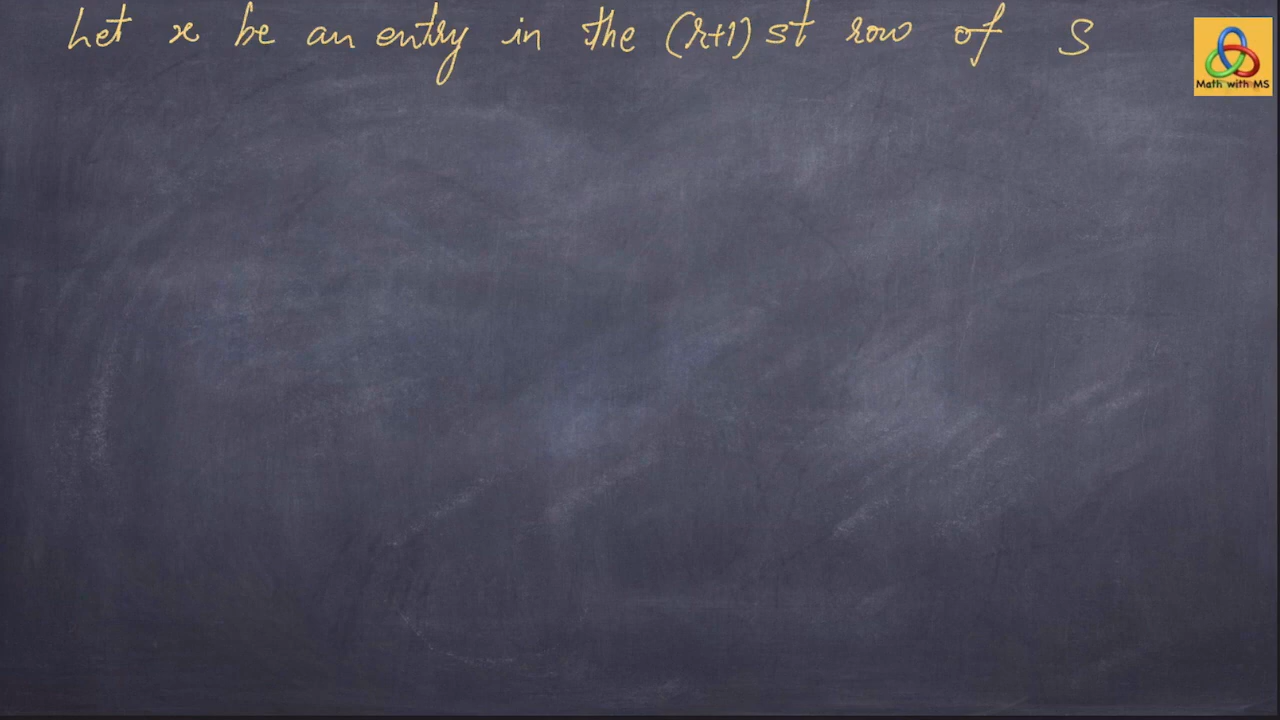 Let x be an entry in the (r+1)st row of S
Math with MS